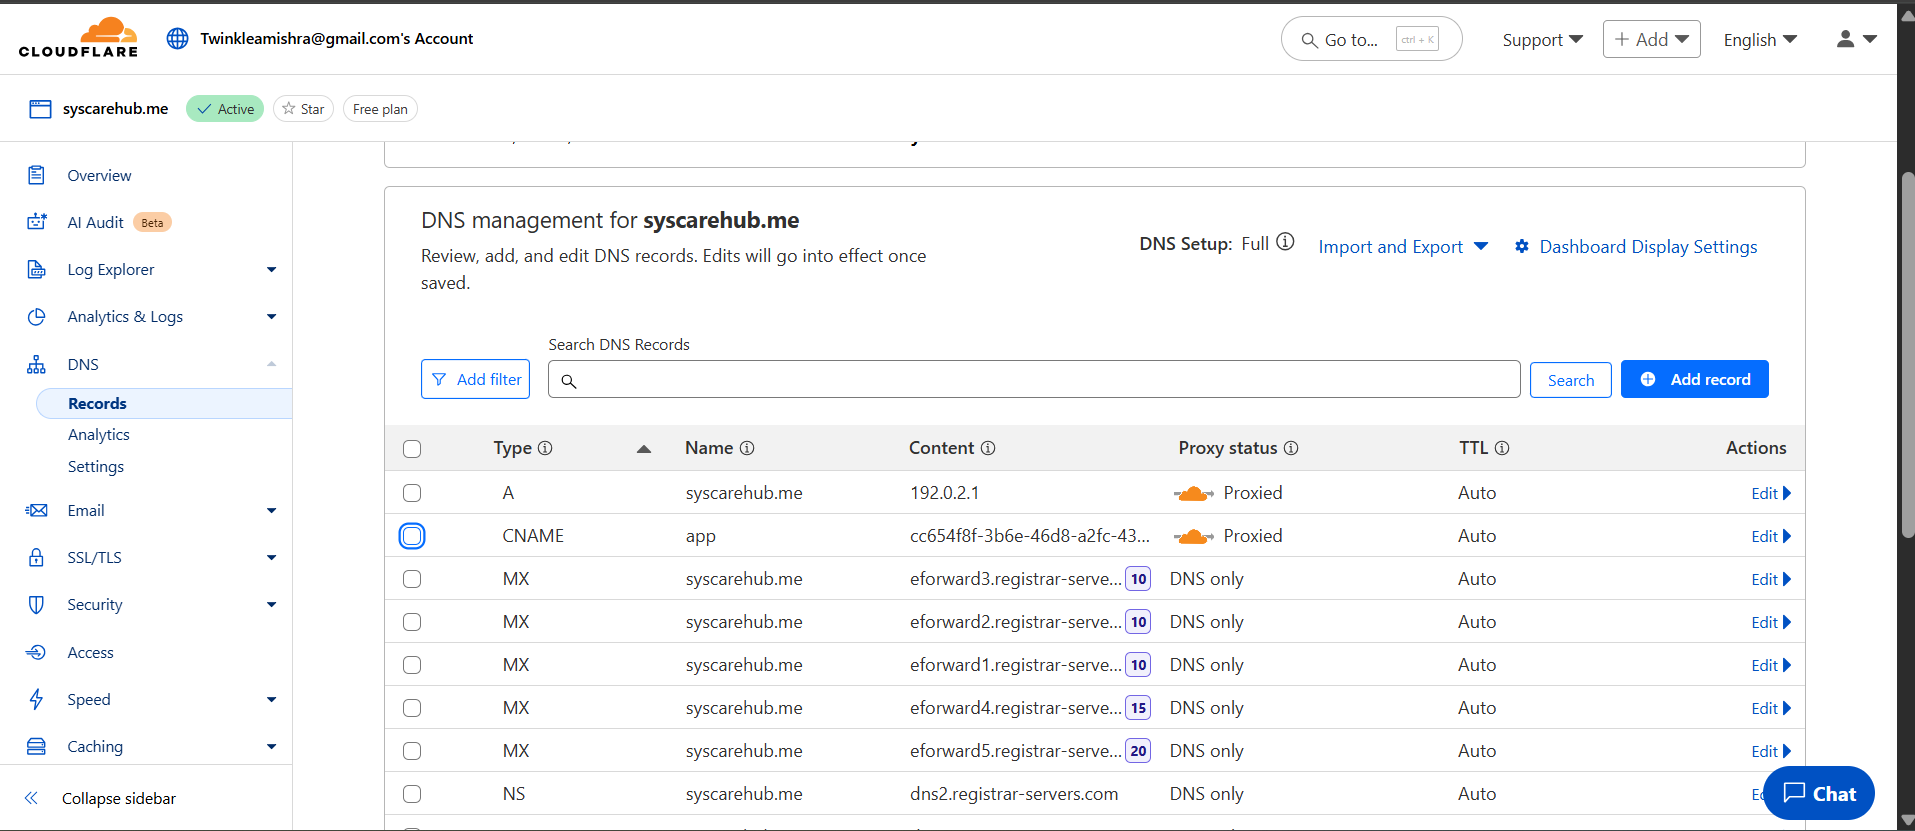 CLOUDFLARE
Twinkleamishra@gmail.com's Account
Go to... ctrl + K
Support
+ Add
English
syscarehub.me
Active
Star
Free plan
Overview
AI Audit Beta
Log Explorer
Analytics & Logs
DNS
Records
Analytics
Settings
Email
SSL/TLS
Security
Access
Speed
Caching
Collapse sidebar
DNS management for syscarehub.me
Review, add, and edit DNS records. Edits will go into effect once
saved.
DNS Setup: Full
Import and Export
Dashboard Display Settings
Search DNS Records
Add filter
Search
Add record
Type Name Content Proxy status TTL Actions
A syscarehub.me 192.0.2.1 Proxied Auto Edit
CNAME app cc654f8f-3b6e-46d8-a2fc-43... Proxied Auto Edit
MX syscarehub.me eforward3.registrar-serve... 10 DNS only Auto Edit
MX syscarehub.me eforward2.registrar-serve... 10 DNS only Auto Edit
MX syscarehub.me eforward1.registrar-serve... 10 DNS only Auto Edit
MX syscarehub.me eforward4.registrar-serve... 15 DNS only Auto Edit
MX syscarehub.me eforward5.registrar-serve... 20 DNS only Auto Edit
NS syscarehub.me dns2.registrar-servers.com DNS only Auto
Chat